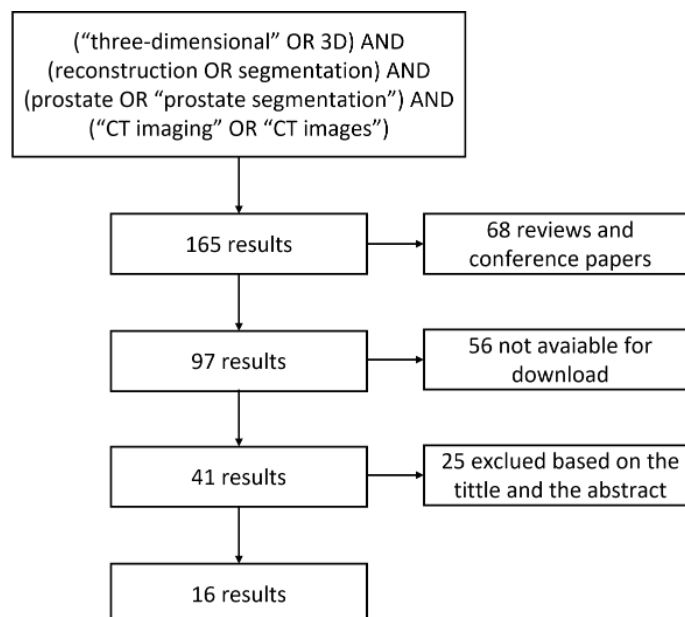 (“three-dimensional” OR 3D) AND
(reconstruction OR segmentation) AND
(prostate OR “prostate segmentation”) AND
(“CT imaging” OR “CT images”)
165 results
68 reviews and
conference papers
97 results
56 not avaiable for
download
41 results
25 exclued based on the
tittle and the abstract
16 results